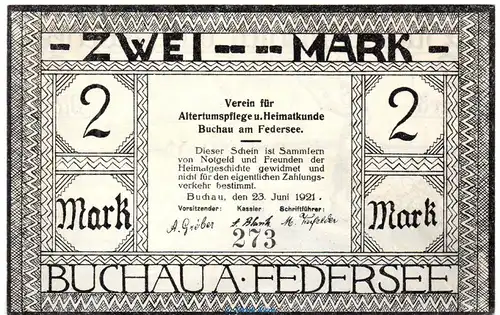 - ZWEI --- MARK -
2
2
Verein für
Altertumspflege u. Heimatkunde
Buchau am Federsee.
Dieser Schein ist Sammlern
von Notgeld und Freunden der
Heimatgeschichte gewidmet und
nicht für den eigentlichen Zahlungs-
verkehr bestimmt.
Buchau, den 23. Juni 1921.
Vorsitzender: Kassier: Schriftführer:
A. Gröber
273
Mark
Mark
BUCHAU A. FEDERSEE